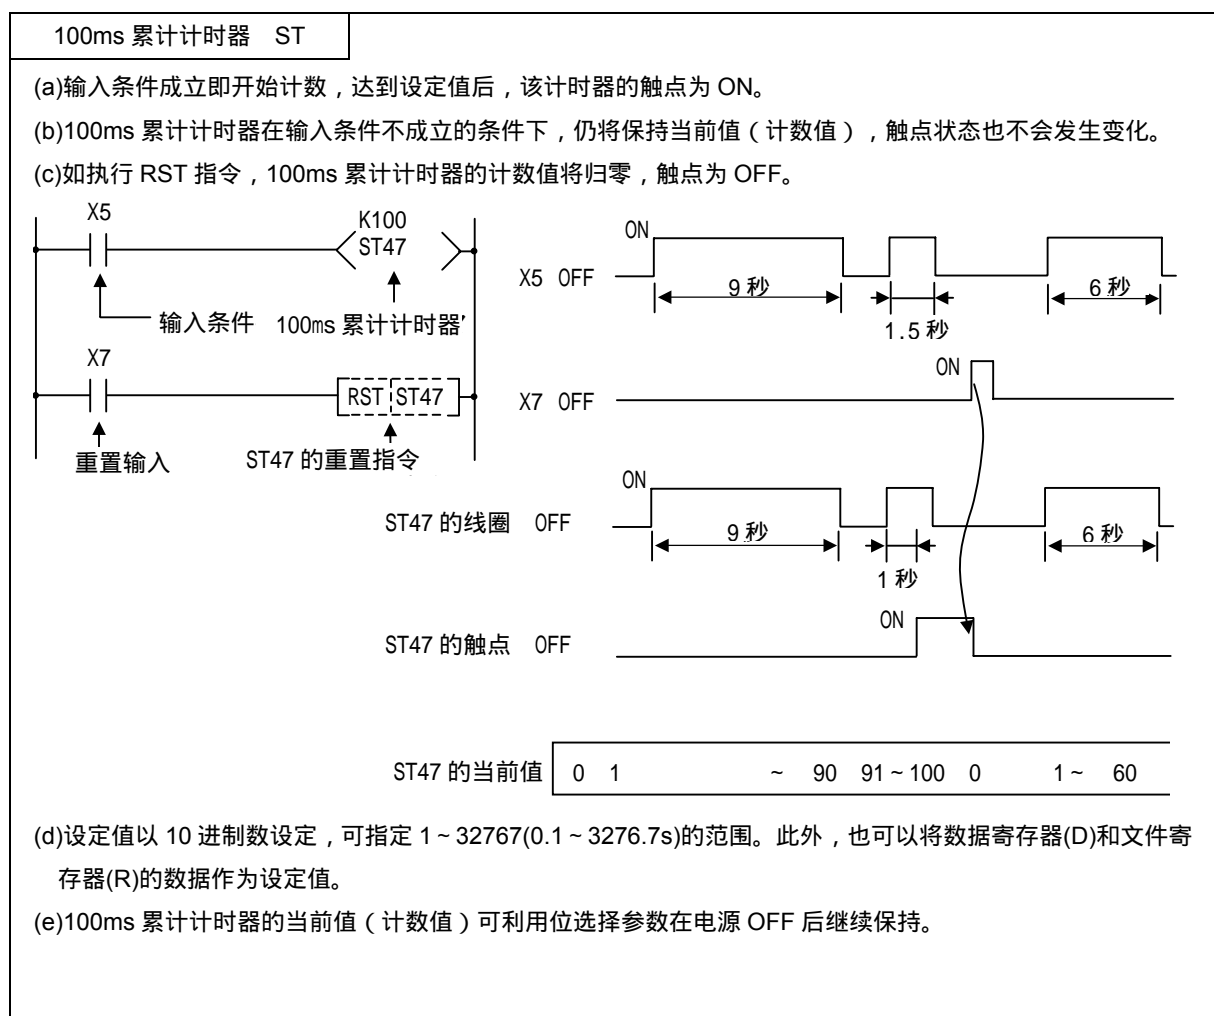 100ms 累计计时器 ST
(a)输入条件成立即开始计数，达到设定值后，该计时器的触点为 ON。
(b)100ms 累计计时器在输入条件不成立的条件下，仍将保持当前值（计数值），触点状态也不会发生变化。
(c)如执行 RST 指令，100ms 累计计时器的计数值将归零，触点为 OFF。
X5
K100
ST47
输入条件
100ms 累计计时器
X7
RST ST47
重置输入
ST47 的重置指令
ON
X5 OFF
9 秒
1.5 秒
6 秒
ON
X7 OFF
ON
ST47 的线圈 OFF
9 秒
1 秒
6 秒
ON
ST47 的触点 OFF
ST47 的当前值 0 1 ~ 90 91~100 0 1~ 60
(d)设定值以 10 进制数设定，可指定 1~32767(0.1~3276.7s)的范围。此外，也可以将数据寄存器(D)和文件寄
存器(R)的数据作为设定值。
(e)100ms 累计计时器的当前值（计数值）可利用位选择参数在电源 OFF 后继续保持。